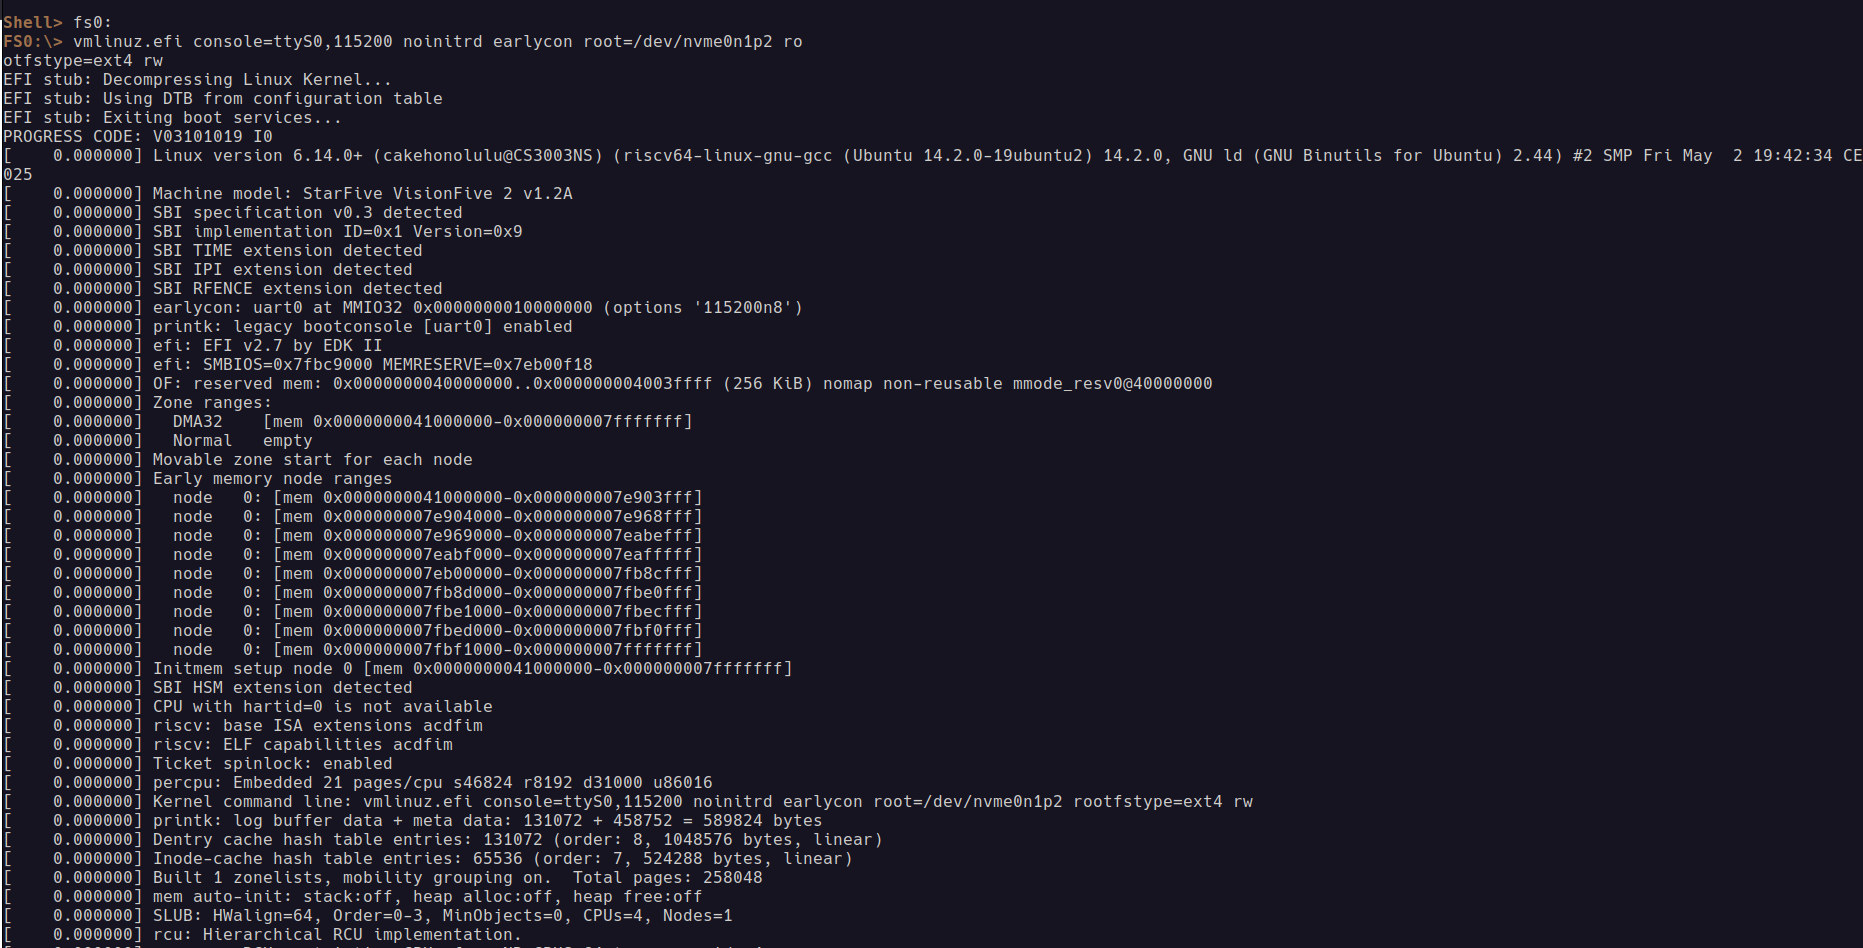 Shell> fs0:
FS0:\> vmlinuz.efi console=ttyS0,115200 noinitrd earlycon root=/dev/nvme0n1p2 ro
otfstype=ext4 rw
EFI stub: Decompressing Linux Kernel...
EFI stub: Using DTB from configuration table
EFI stub: Exiting boot services...
PROGRESS CODE: V03101019 I0
[    0.000000] Linux version 6.14.0+ (cakehonolulu@CS3003NS) (riscv64-linux-gnu-gcc (Ubuntu 14.2.0-19ubuntu2) 14.2.0, GNU ld (GNU Binutils for Ubuntu) 2.44) #2 SMP Fri May  2 19:42:34 CE
025
[    0.000000] Machine model: StarFive VisionFive 2 v1.2A
[    0.000000] SBI specification v0.3 detected
[    0.000000] SBI implementation ID=0x1 Version=0x9
[    0.000000] SBI TIME extension detected
[    0.000000] SBI IPI extension detected
[    0.000000] SBI RFENCE extension detected
[    0.000000] earlycon: uart0 at MMIO32 0x0000000010000000 (options '115200n8')
[    0.000000] printk: legacy bootconsole [uart0] enabled
[    0.000000] efi: EFI v2.7 by EDK II
[    0.000000] efi: SMBIOS=0x7fbc9000 MEMRESERVE=0x7eb00f18
[    0.000000] OF: reserved mem: 0x0000000040000000..0x000000004003ffff (256 KiB) nomap non-reusable mmode_resv0@40000000
[    0.000000] Zone ranges:
[    0.000000]   DMA32    [mem 0x0000000041000000-0x000000007fffffff]
[    0.000000]   Normal   empty
[    0.000000] Movable zone start for each node
[    0.000000] Early memory node ranges
[    0.000000]   node   0: [mem 0x0000000041000000-0x000000007e903fff]
[    0.000000]   node   0: [mem 0x000000007e904000-0x000000007e968fff]
[    0.000000]   node   0: [mem 0x000000007e969000-0x000000007eabefff]
[    0.000000]   node   0: [mem 0x000000007eabf000-0x000000007eafffff]
[    0.000000]   node   0: [mem 0x000000007eb00000-0x000000007fb8cfff]
[    0.000000]   node   0: [mem 0x000000007fb8d000-0x000000007fbe0fff]
[    0.000000]   node   0: [mem 0x000000007fbe1000-0x000000007fbecfff]
[    0.000000]   node   0: [mem 0x000000007fbed000-0x000000007fbf0fff]
[    0.000000]   node   0: [mem 0x000000007fbf1000-0x000000007fffffff]
[    0.000000] Initmem setup node 0 [mem 0x0000000041000000-0x000000007fffffff]
[    0.000000] SBI HSM extension detected
[    0.000000] CPU with hartid=0 is not available
[    0.000000] riscv: base ISA extensions acdfim
[    0.000000] riscv: ELF capabilities acdfim
[    0.000000] Ticket spinlock: enabled
[    0.000000] percpu: Embedded 21 pages/cpu s46824 r8192 d31000 u86016
[    0.000000] Kernel command line: vmlinuz.efi console=ttyS0,115200 noinitrd earlycon root=/dev/nvme0n1p2 rootfstype=ext4 rw
[    0.000000] printk: log buffer data + meta data: 131072 + 458752 = 589824 bytes
[    0.000000] Dentry cache hash table entries: 131072 (order: 8, 1048576 bytes, linear)
[    0.000000] Inode-cache hash table entries: 65536 (order: 7, 524288 bytes, linear)
[    0.000000] Built 1 zonelists, mobility grouping on.  Total pages: 258048
[    0.000000] mem auto-init: stack:off, heap alloc:off, heap free:off
[    0.000000] SLUB: HWalign=64, Order=0-3, MinObjects=0, CPUs=4, Nodes=1
[    0.000000] rcu: Hierarchical RCU implementation.